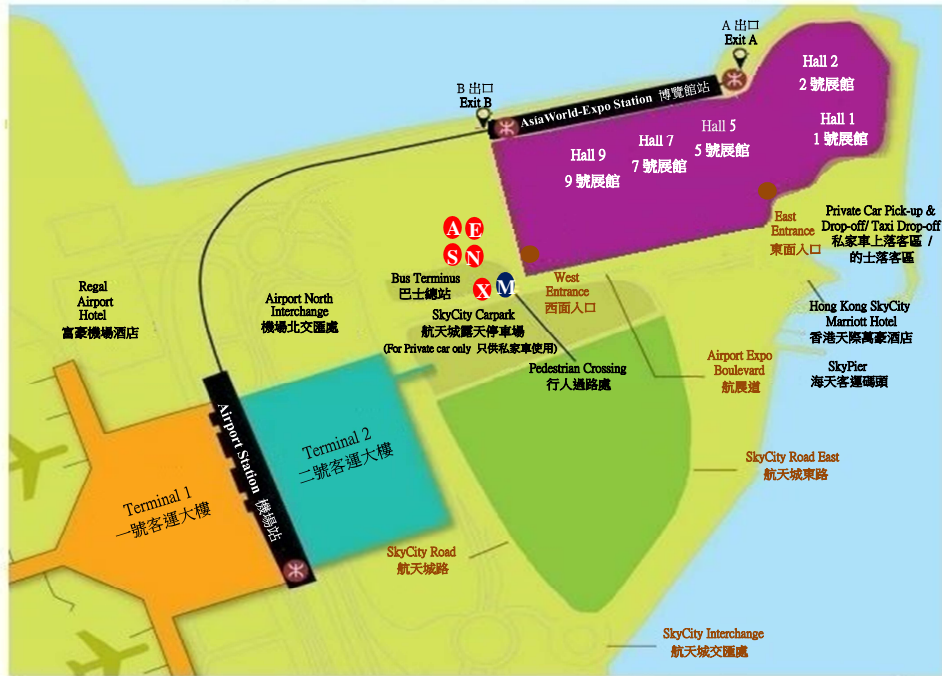 A 出口
Exit A
B 出口
Exit B
AsiaWorld-Expo Station 博覽館站
Hall 2
2 號展館
Hall 1
1 號展館
Hall 5
5 號展館
Hall 7
7 號展館
Hall 9
9 號展館
East
Entrance
東面入口
Private Car Pick-up &
Drop-off/ Taxi Drop-off
私家車上落客區 /
的士落客區
A E
S N
X M
Bus Terminus
巴士總站
West
Entrance
西面入口
Regal
Airport
Hotel
富豪機場酒店
Airport North
Interchange
機場北交匯處
SkyCity Carpark
航天城露天停車場
(For Private car only 只供私家車使用)
Hong Kong SkyCity
Marriott Hotel
香港天際萬豪酒店
Pedestrian Crossing
行人過路處
Airport Expo
Boulevard
航展道
SkyPier
海天客運碼頭
Airport Station 機場站
Terminal 2
二號客運大樓
Terminal 1
一號客運大樓
SkyCity Road East
航天城東路
SkyCity Road
航天城路
SkyCity Interchange
航天城交匯處